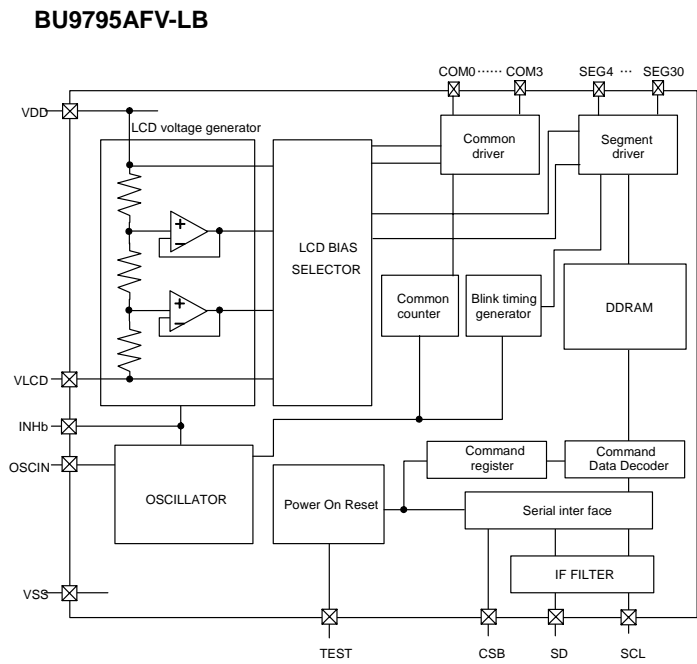 BU9795AFV-LB
COM0 ······ COM3
SEG4 ··· SEG30
VDD
LCD voltage generator
Common
driver
Segment
driver
LCD BIAS
SELECTOR
Common
counter
Blink timing
generator
DDRAM
VLCD
INHb
OSCIN
OSCILLATOR
Power On Reset
Command
register
Command
Data Decoder
Serial inter face
IF FILTER
VSS
TEST
CSB
SD
SCL